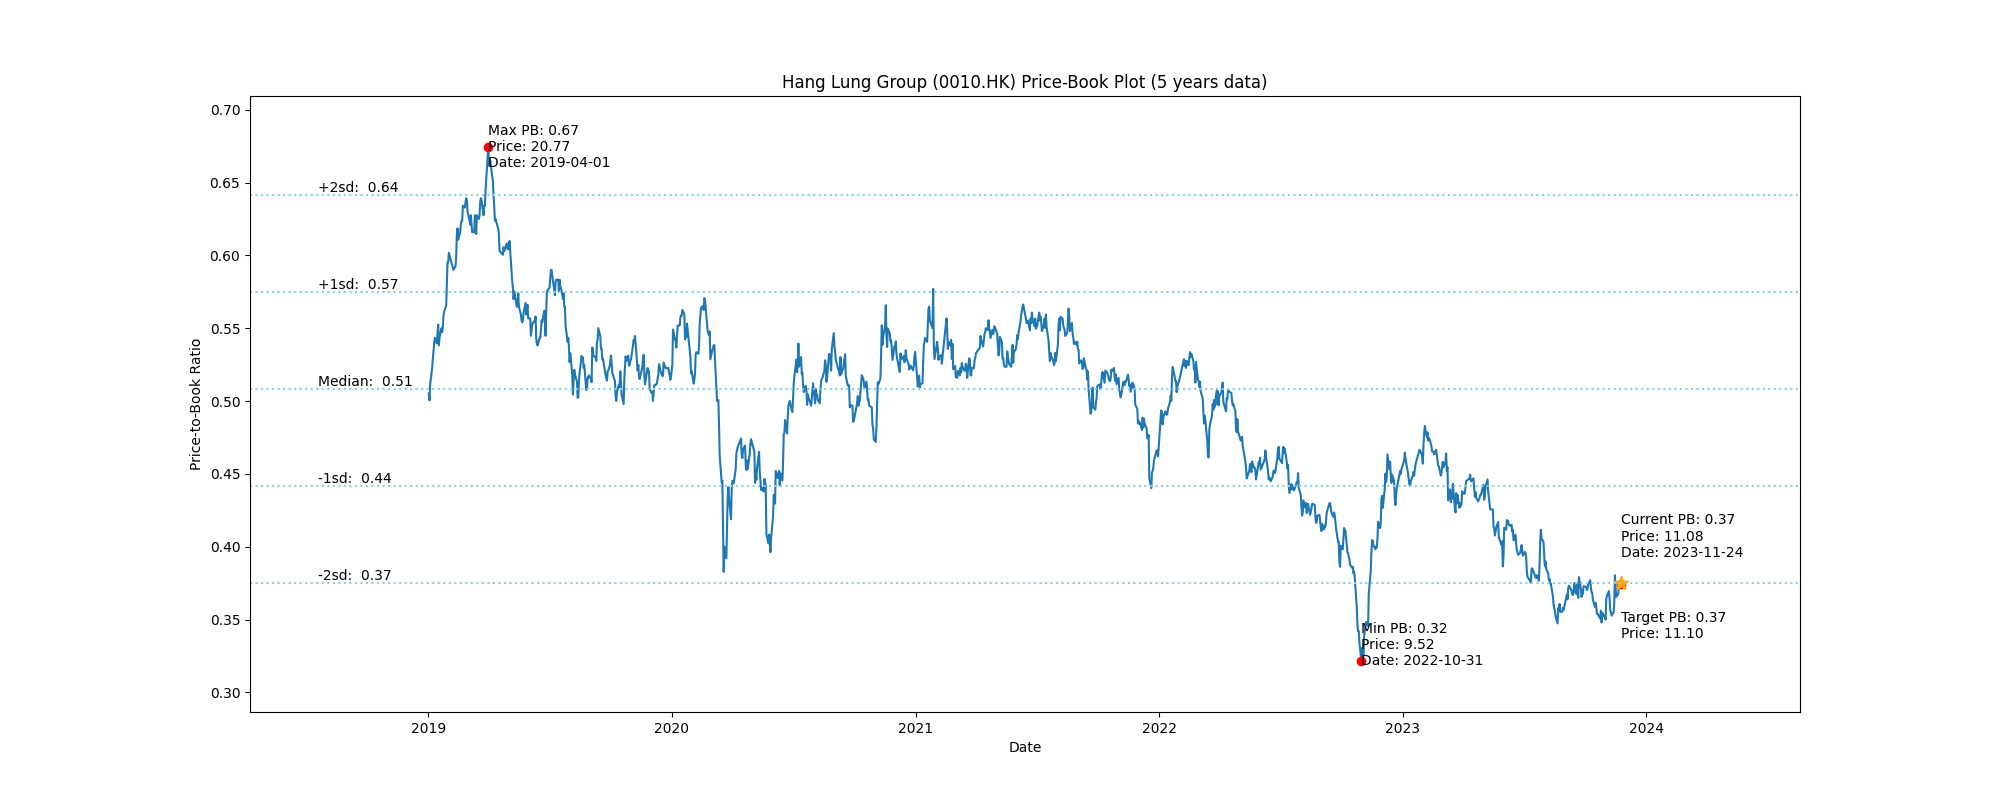 Hang Lung Group (0010.HK) Price-Book Plot (5 years data)
Price-to-Book Ratio
0.70
0.65
0.60
0.55
0.50
0.45
0.40
0.35
0.30
Max PB: 0.67
Price: 20.77
Date: 2019-04-01
+2sd:  0.64
+1sd:  0.57
Median:  0.51
-1sd:  0.44
-2sd:  0.37
Current PB: 0.37
Price: 11.08
Date: 2023-11-24
Target PB: 0.37
Price: 11.10
Min PB: 0.32
Price: 9.52
Date: 2022-10-31
2019
2020
2021
2022
2023
2024
Date